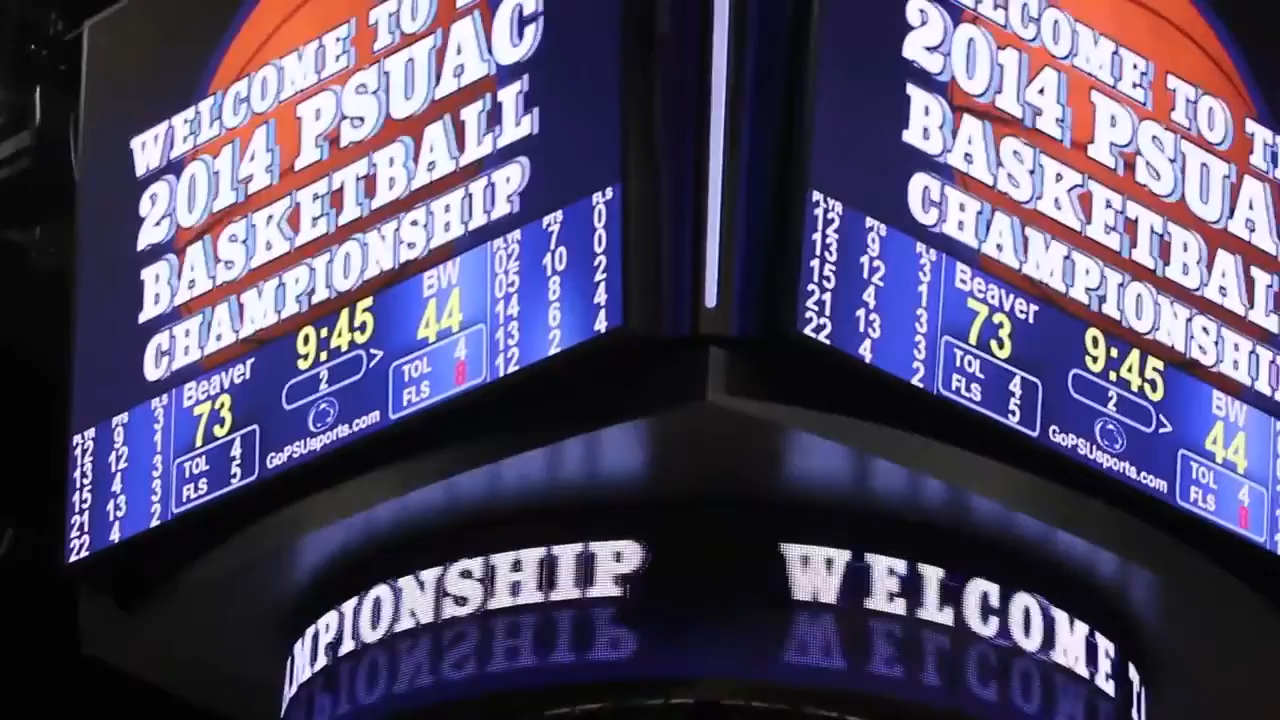 WELCOME TO T
2014 PSUAC
BASKETBALL
CHAMPIONSHIP
PLYR PTS FLS
12 9 3
13 12 1
15 4 3
21 13 3
22 4 2
Beaver 9:45 BW
73 2 44
TOL 4
FLS 5
TOL 4
FLS 8
GoPSUsports.com
PLYR PTS FLS
02 7 0
05 10 0
14 8 2
13 6 4
12 2 4
ELCOME TO T
2014 PSUA
BASKETBAL
CHAMPIONSHI
PLYR PTS FLS
12 9 3
13 12 1
15 4 3
21 13 3
22 4 2
Beaver 9:45 BW
73 2 44
TOL 4
FLS 5
TOL 4
FLS
GoPSUsports.com
AMPIONSHIP
WELCOME T